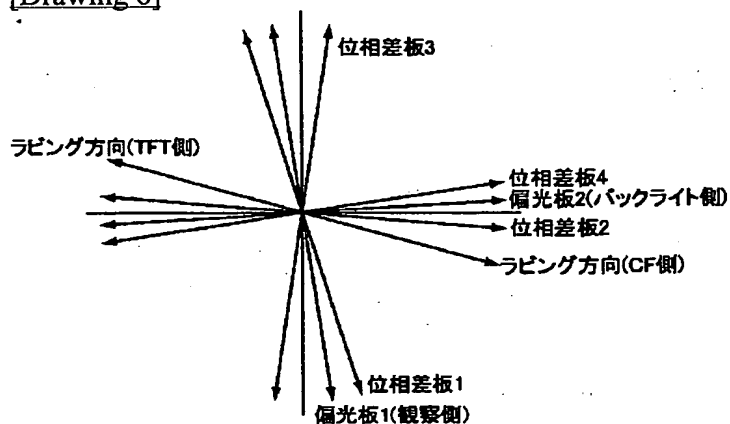 [Drawing 6]
位相差板3
ラビング方向(TFT側)
位相差板4
偏光板2(バックライト側)
位相差板2
ラビング方向(CF側)
位相差板1
偏光板1(観察側)